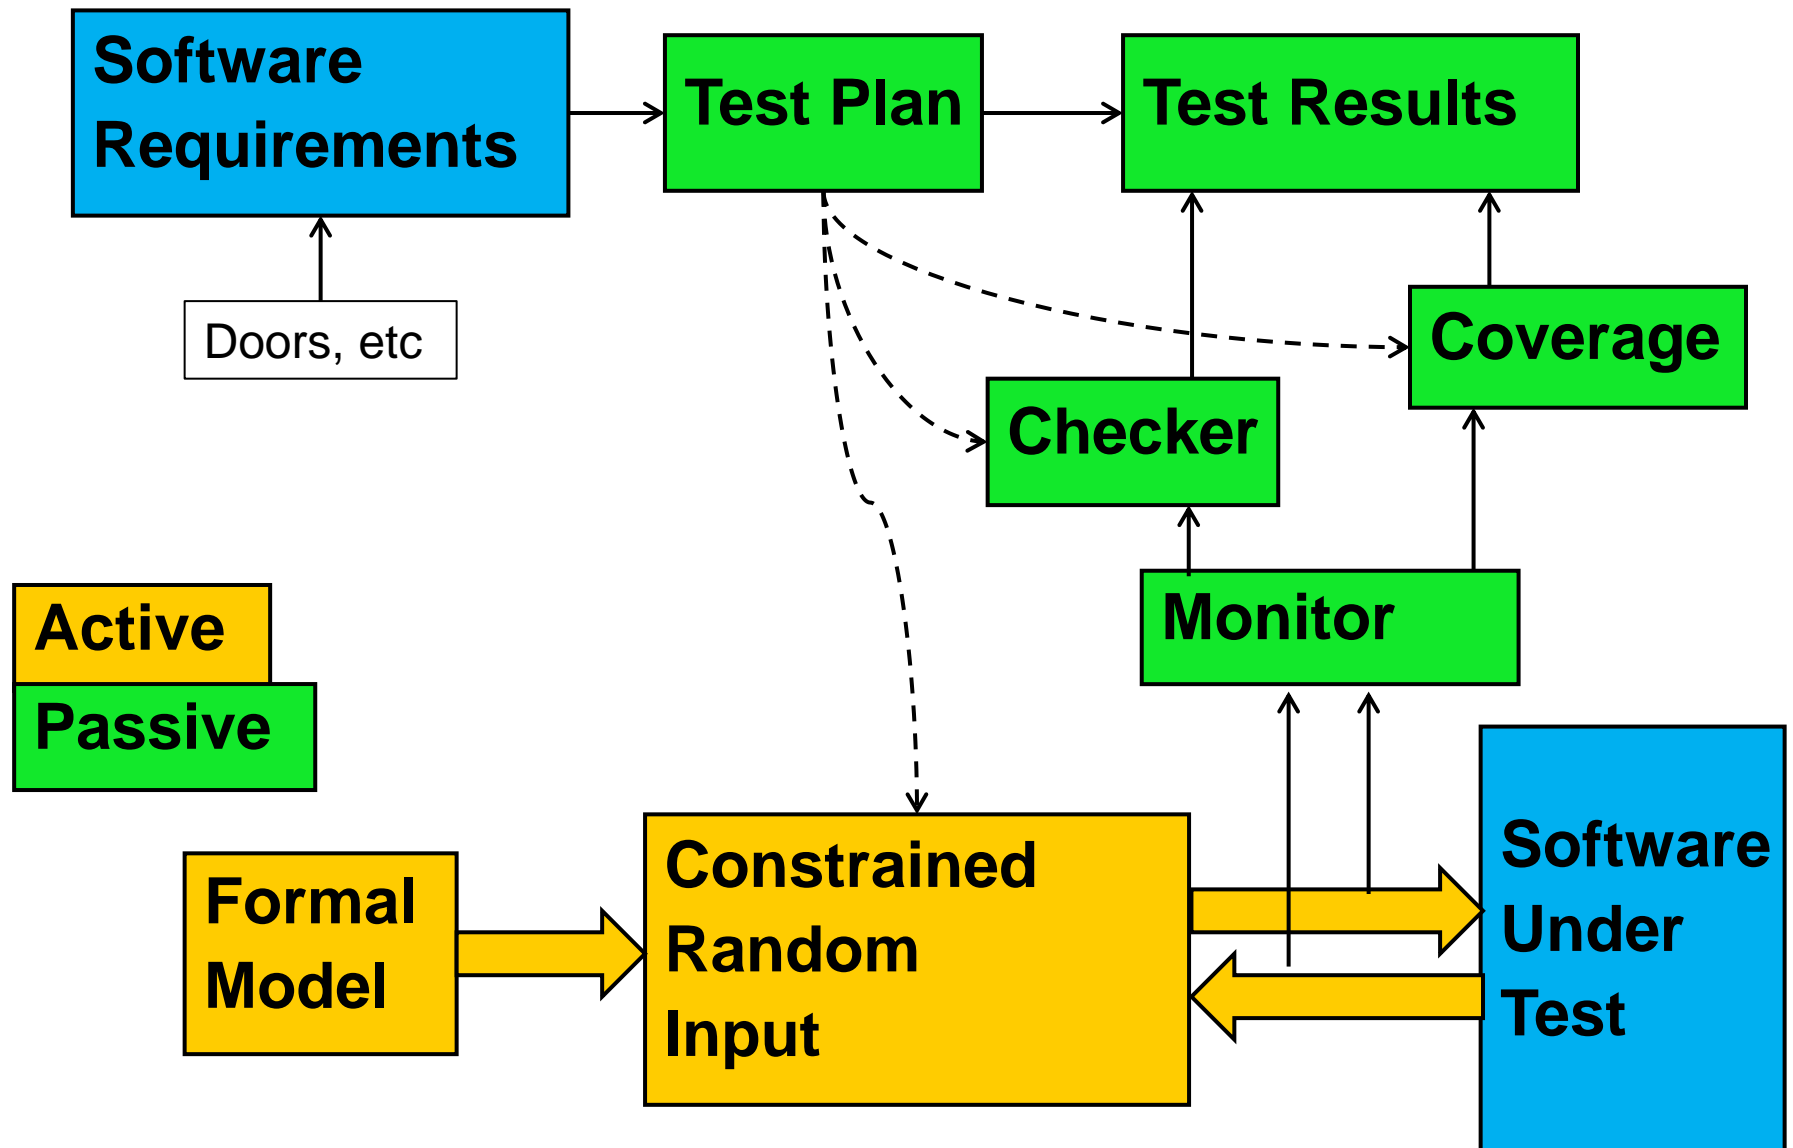 Software
Requirements
Test Plan
Test Results
Doors, etc
Coverage
Checker
Monitor
Active
Passive
Formal
Model
Constrained
Random
Input
Software
Under
Test